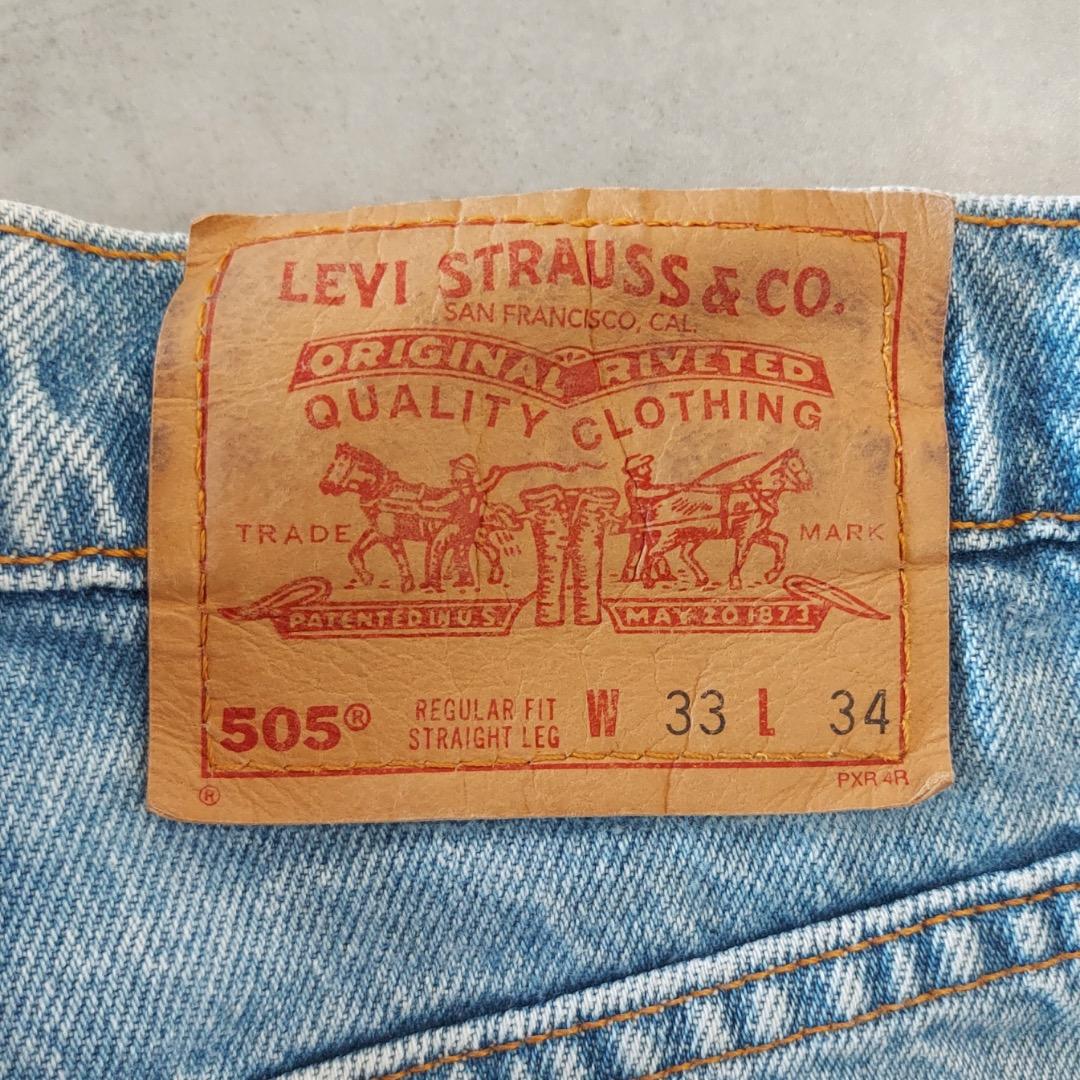 LEVI STRAUSS & CO.
SAN FRANCISCO, CAL.
ORIGINAL RIVETED
QUALITY CLOTHING
TRADE MARK
PATENTED IN U.S. MAY 20 1873
505® REGULAR FIT W 33 L 34
STRAIGHT LEG
® PXR 4R